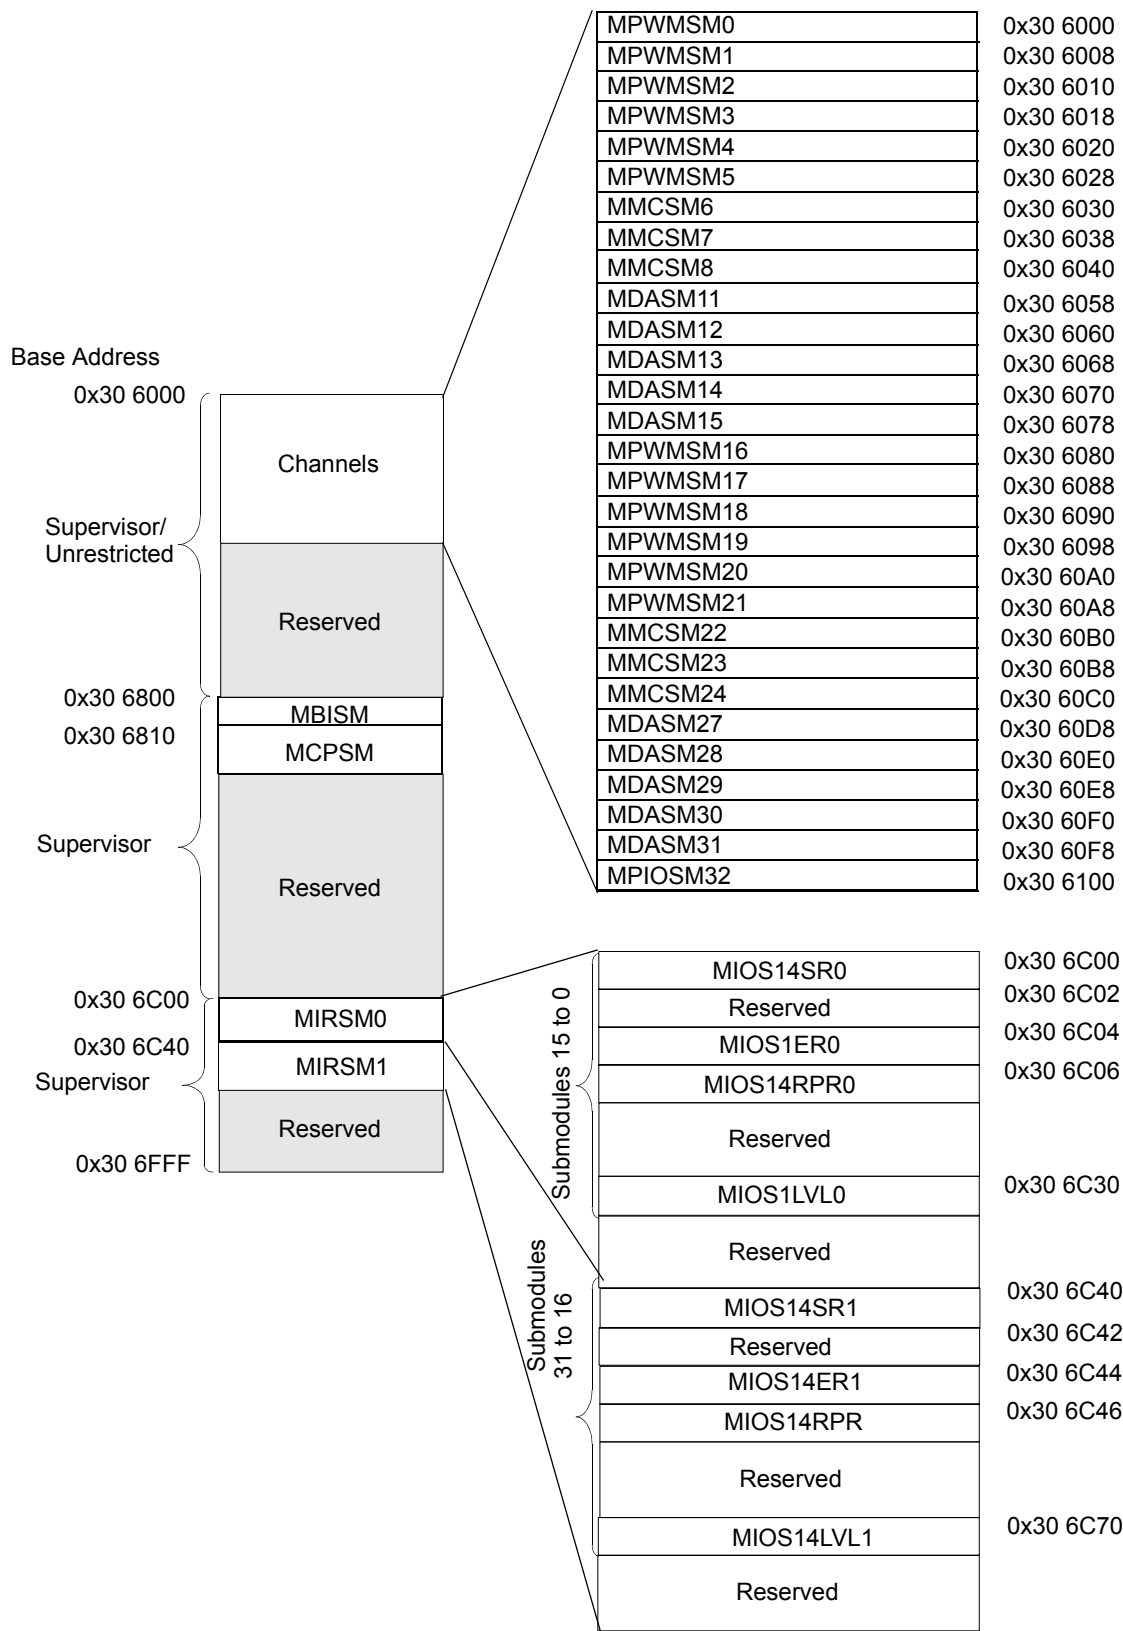 MPWMSM0 0x30 6000
MPWMSM1 0x30 6008
MPWMSM2 0x30 6010
MPWMSM3 0x30 6018
MPWMSM4 0x30 6020
MPWMSM5 0x30 6028
MMCSM6 0x30 6030
MMCSM7 0x30 6038
MMCSM8 0x30 6040
MDASM11 0x30 6058
MDASM12 0x30 6060
MDASM13 0x30 6068
MDASM14 0x30 6070
MDASM15 0x30 6078
MPWMSM16 0x30 6080
MPWMSM17 0x30 6088
MPWMSM18 0x30 6090
MPWMSM19 0x30 6098
MPWMSM20 0x30 60A0
MPWMSM21 0x30 60A8
MMCSM22 0x30 60B0
MMCSM23 0x30 60B8
MMCSM24 0x30 60C0
MDASM27 0x30 60D8
MDASM28 0x30 60E0
MDASM29 0x30 60E8
MDASM30 0x30 60F0
MDASM31 0x30 60F8
MPIOSM32 0x30 6100
Base Address
0x30 6000
Channels
Supervisor/
Unrestricted
Reserved
0x30 6800
MBISM
0x30 6810
MCPSM
Supervisor
Reserved
0x30 6C00
MIRSM0
0x30 6C40
MIRSM1
Supervisor
Reserved
0x30 6FFF
Submodules 15 to 0
MIOS14SR0 0x30 6C00
Reserved 0x30 6C02
MIOS1ER0 0x30 6C04
MIOS14RPR0 0x30 6C06
Reserved
MIOS1LVL0 0x30 6C30
Reserved
Submodules
31 to 16
MIOS14SR1 0x30 6C40
Reserved 0x30 6C42
MIOS14ER1 0x30 6C44
MIOS14RPR 0x30 6C46
Reserved
MIOS14LVL1 0x30 6C70
Reserved